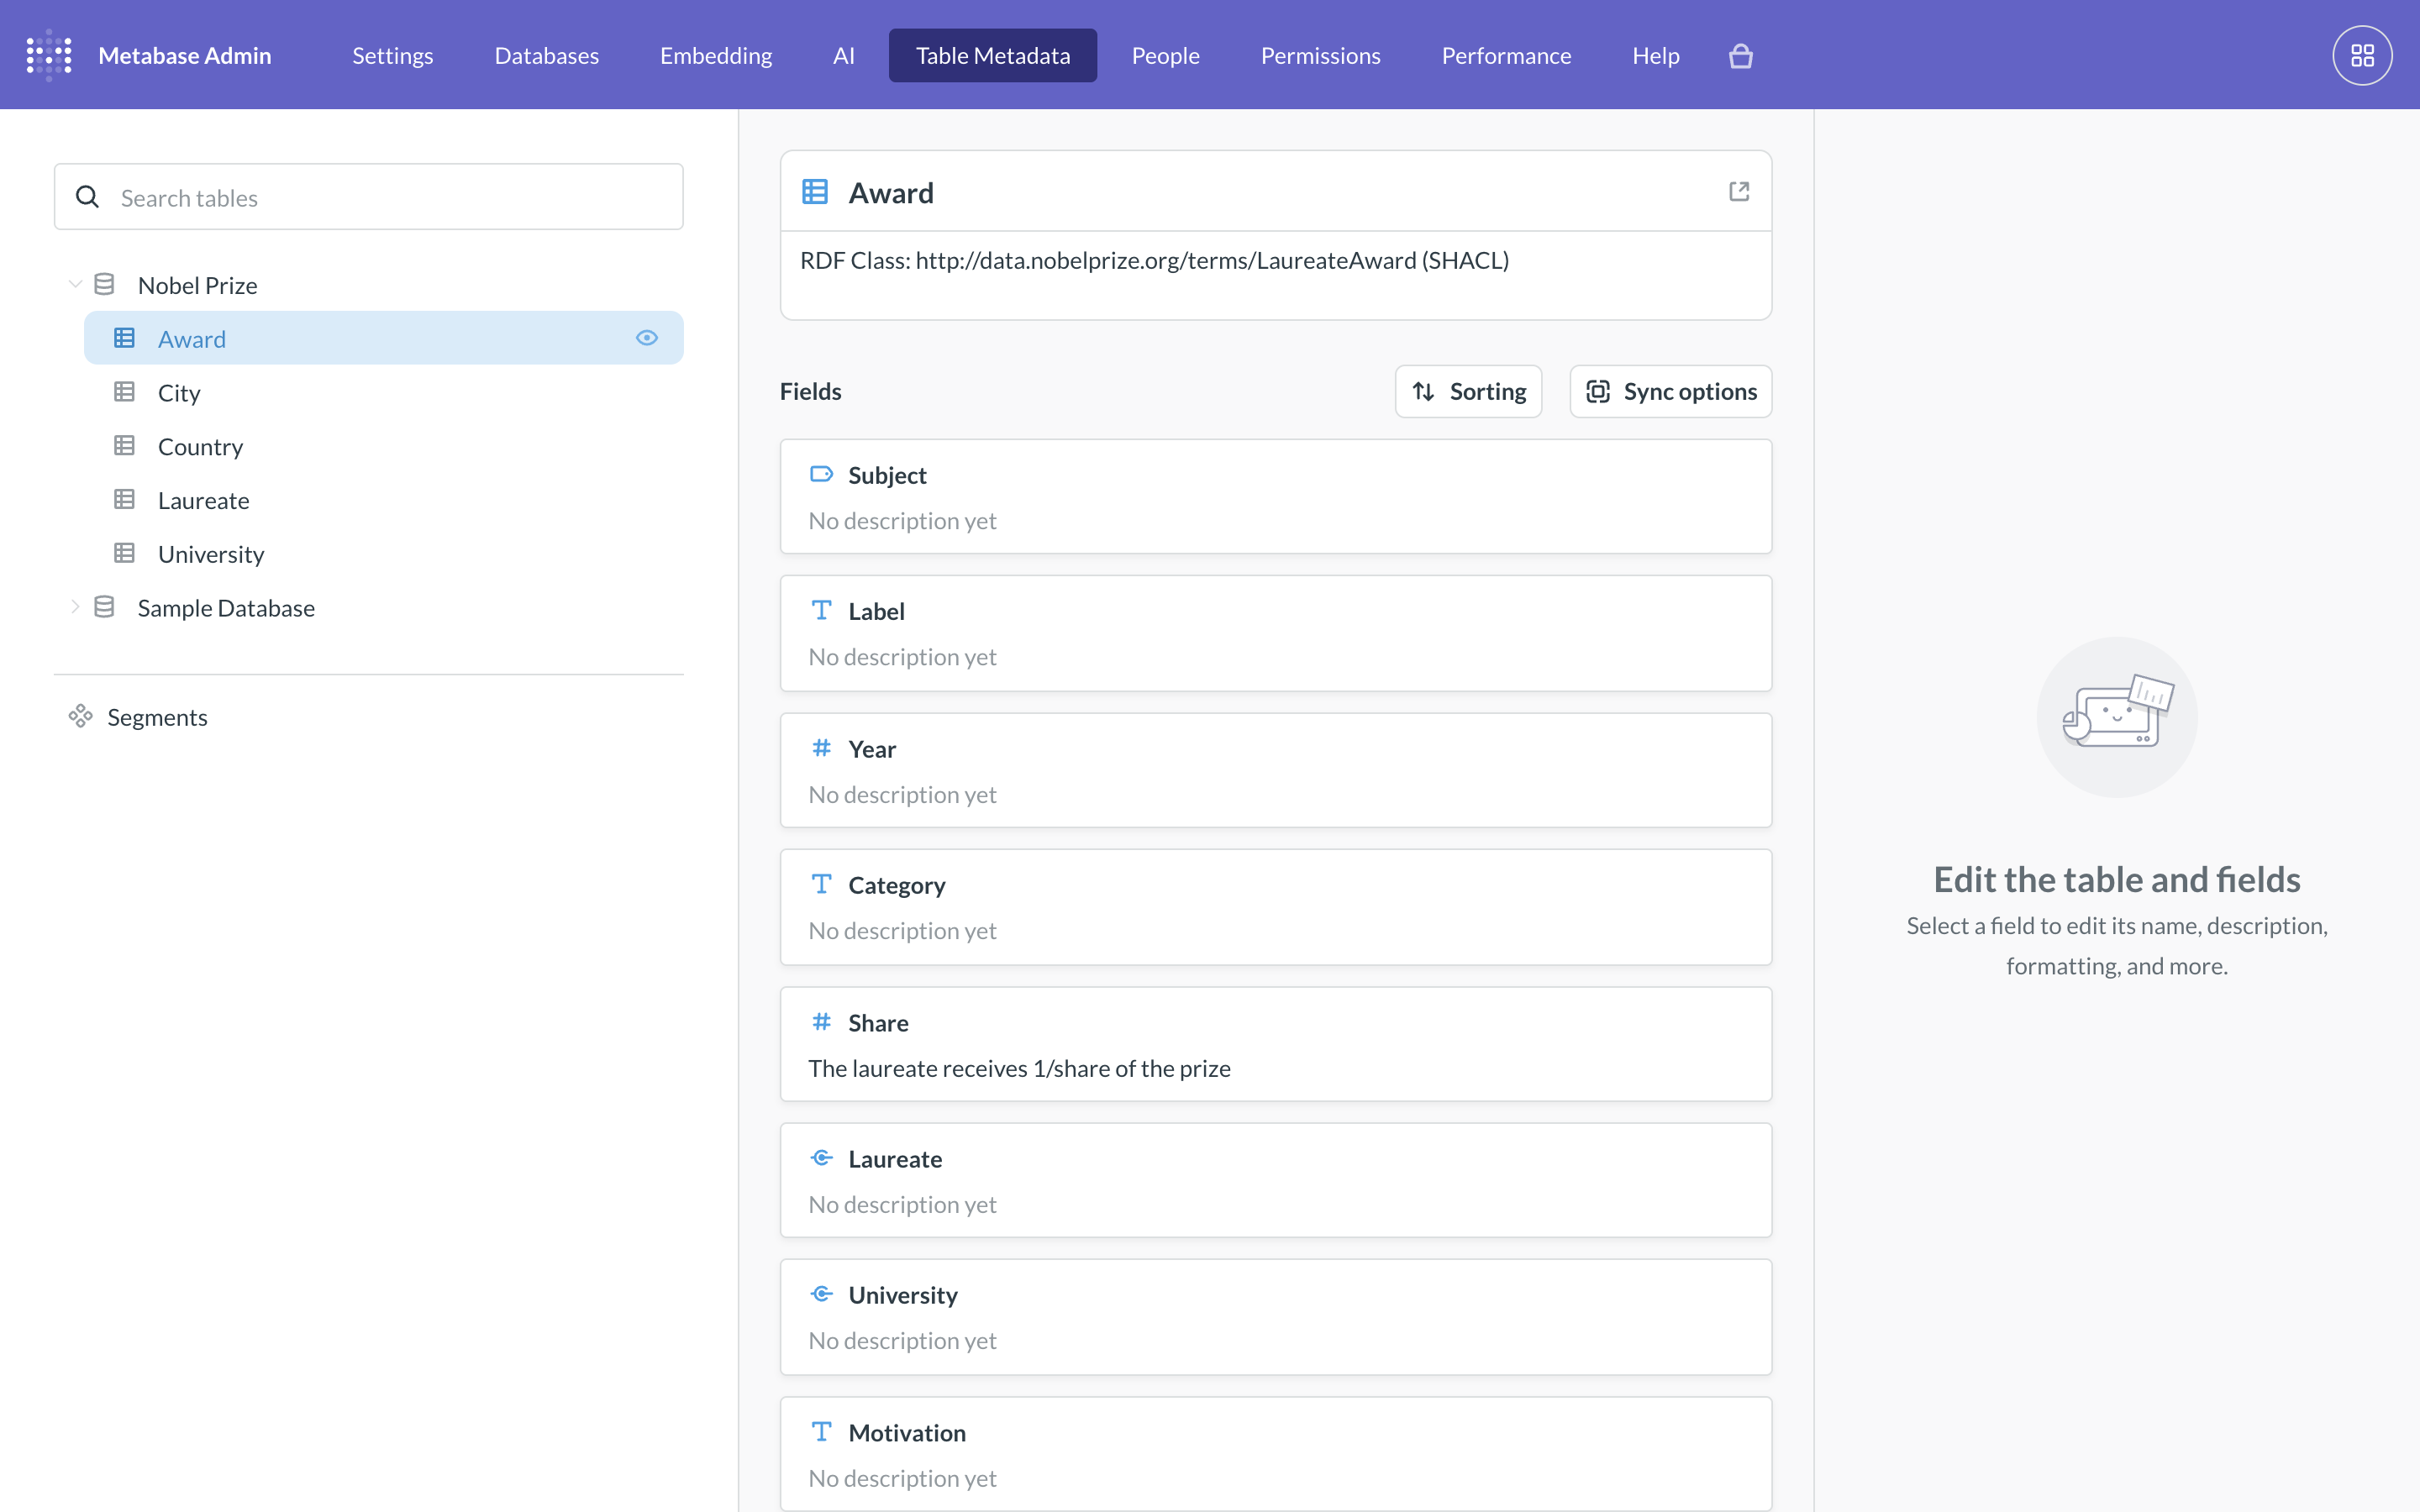 Metabase Admin
Settings
Databases
Embedding
AI
Table Metadata
People
Permissions
Performance
Help
Search tables
Nobel Prize
Award
City
Country
Laureate
University
Sample Database
Segments
Award
RDF Class: http://data.nobelprize.org/terms/LaureateAward (SHACL)
Fields
Sorting
Sync options
Subject
No description yet
Label
No description yet
Year
No description yet
Category
No description yet
Share
The laureate receives 1/share of the prize
Laureate
No description yet
University
No description yet
Motivation
No description yet
Edit the table and fields
Select a field to edit its name, description,
formatting, and more.